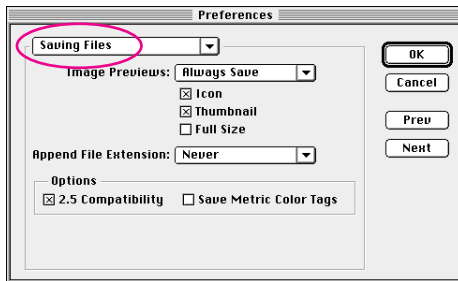 Preferences
Saving Files
OK
Image Previews: Always Save
Cancel
Icon
Thumbnail
Prev
Full Size
Next
Append File Extension: Never
Options
2.5 Compatibility Save Metric Color Tags